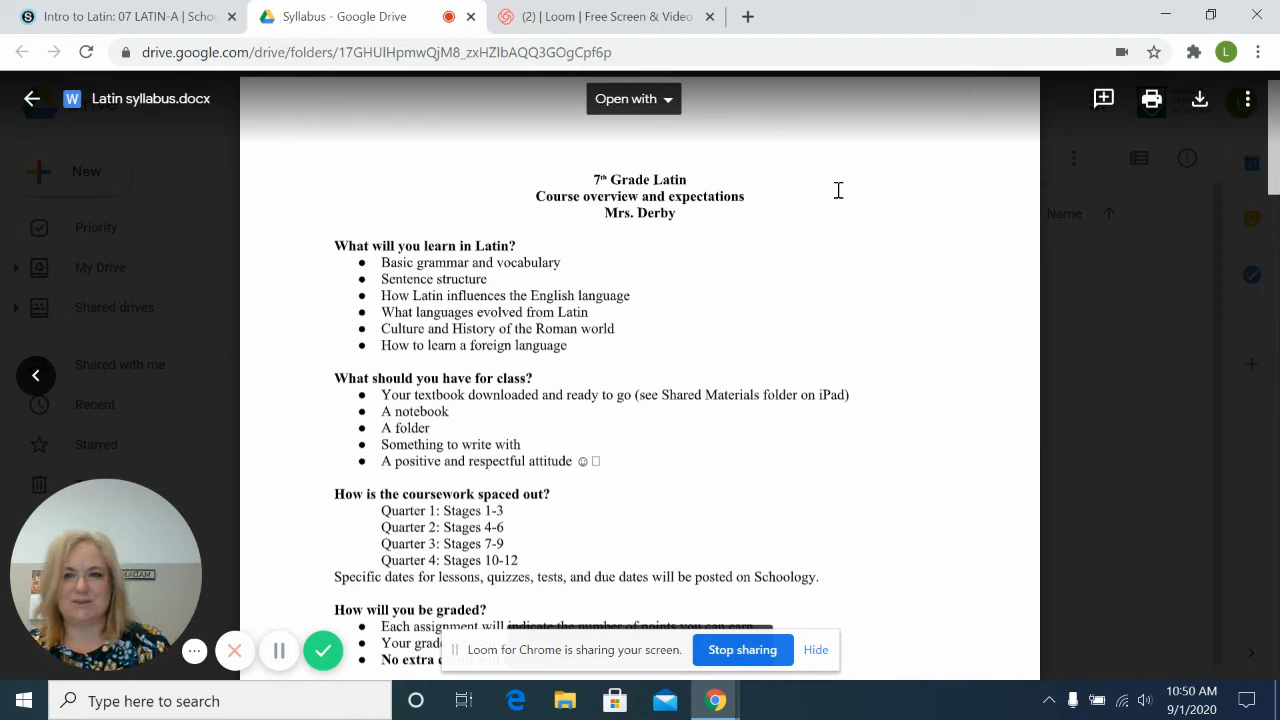 Intro to Latin: 07 LATIN-A | Schoo
Syllabus - Google Drive
(2) Loom | Free Screen & Video
drive.google.com/drive/folders/17GHUIHpmwQjM8_zxHZIbAQQ3GOgCpf6p
L
W Latin syllabus.docx
Open with
New
Priority
My Drive
Shared drives
Shared with me
Recent
Starred
Name
7th Grade Latin
Course overview and expectations
Mrs. Derby
What will you learn in Latin?
● Basic grammar and vocabulary
● Sentence structure
● How Latin influences the English language
● What languages evolved from Latin
● Culture and History of the Roman world
● How to learn a foreign language
What should you have for class?
● Your textbook downloaded and ready to go (see Shared Materials folder on iPad)
● A notebook
● A folder
● Something to write with
● A positive and respectful attitude ☺
How is the coursework spaced out?
Quarter 1: Stages 1-3
Quarter 2: Stages 4-6
Quarter 3: Stages 7-9
Quarter 4: Stages 10-12
Specific dates for lessons, quizzes, tests, and due dates will be posted on Schoology.
How will you be graded?
● Each assignment will indicate the number of points you can earn
● Your grad
● No extra
Loom for Chrome is sharing your screen.
Stop sharing
Hide
Type here to search
10:50 AM
9/1/2020